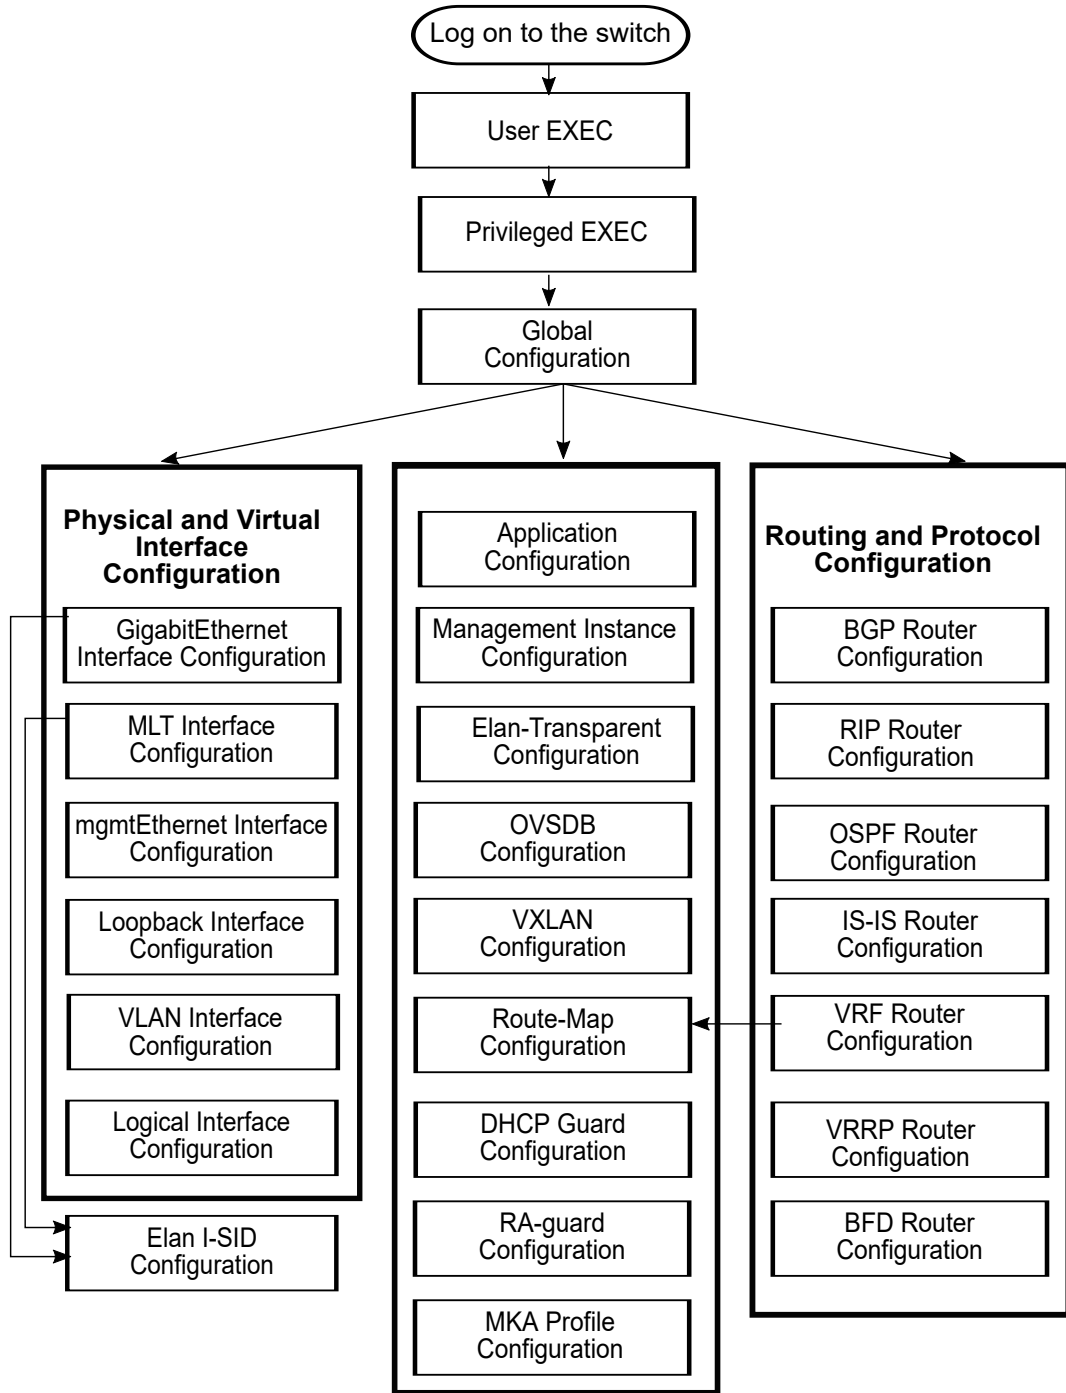 Log on to the switch
User EXEC
Privileged EXEC
Global
Configuration
Physical and Virtual
Interface
Configuration
GigabitEthernet
Interface Configuration
MLT Interface
Configuration
mgmtEthernet Interface
Configuration
Loopback Interface
Configuration
VLAN Interface
Configuration
Logical Interface
Configuration
Elan I-SID
Configuration
Application
Configuration
Management Instance
Configuration
Elan-Transparent
Configuration
OVSDB
Configuration
VXLAN
Configuration
Route-Map
Configuration
DHCP Guard
Configuration
RA-guard
Configuration
MKA Profile
Configuration
Routing and Protocol
Configuration
BGP Router
Configuration
RIP Router
Configuration
OSPF Router
Configuration
IS-IS Router
Configuration
VRF Router
Configuration
VRRP Router
Configuation
BFD Router
Configuration